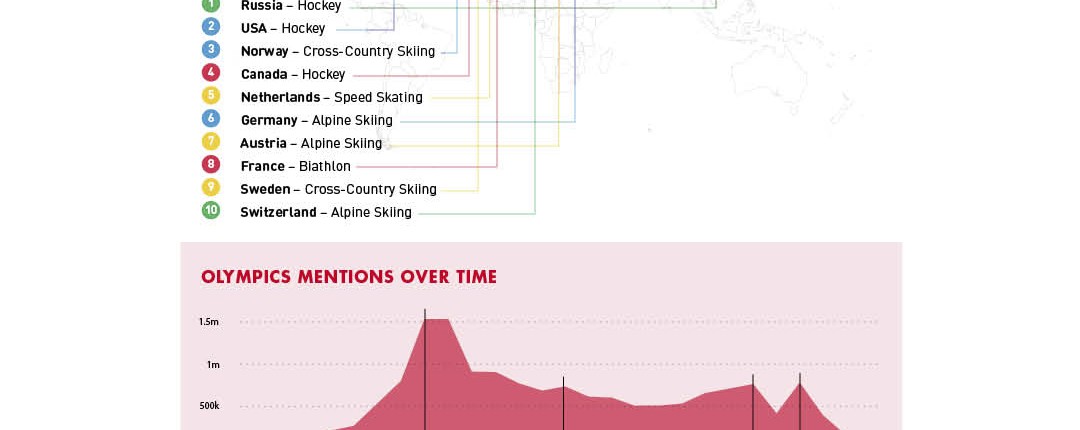 1 Russia – Hockey
2 USA – Hockey
3 Norway – Cross-Country Skiing
4 Canada – Hockey
5 Netherlands – Speed Skating
6 Germany – Alpine Skiing
7 Austria – Alpine Skiing
8 France – Biathlon
9 Sweden – Cross-Country Skiing
10 Switzerland – Alpine Skiing
OLYMPICS MENTIONS OVER TIME
1.5m
1m
500k